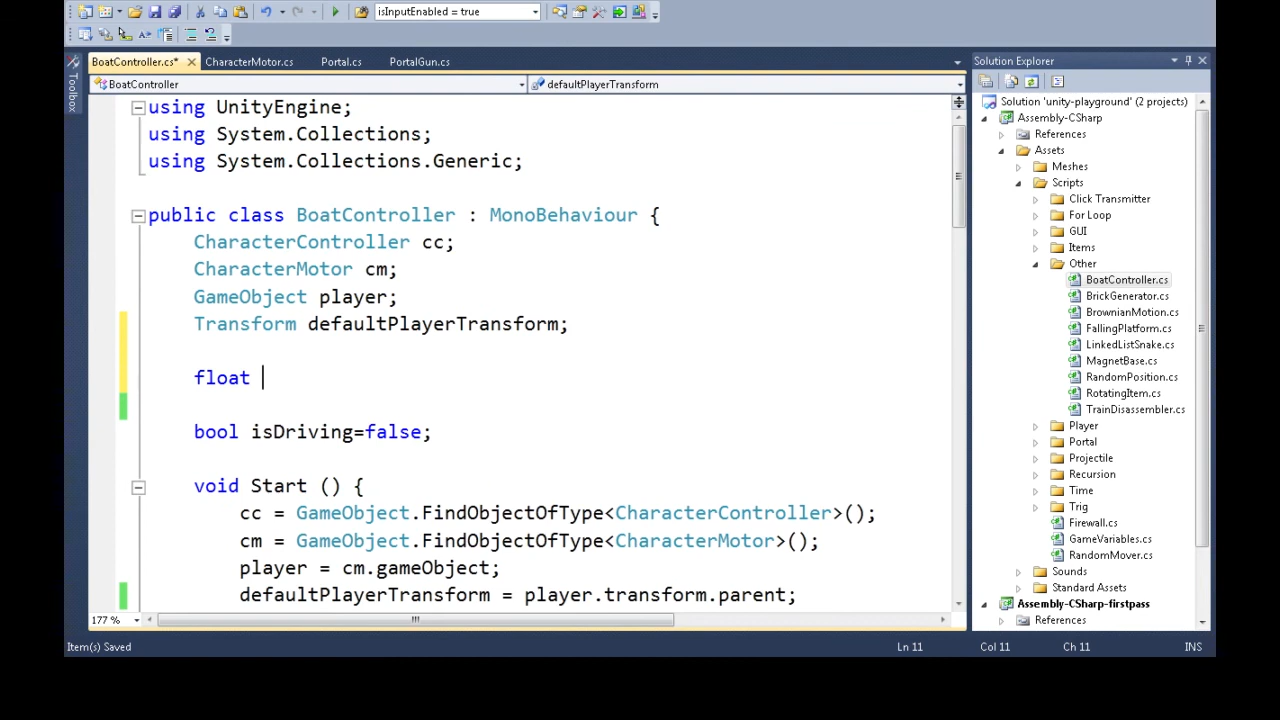 isInputEnabled = true
BoatController.cs*
CharacterMotor.cs
Portal.cs
PortalGun.cs
Toolbox
BoatController
defaultPlayerTransform
using UnityEngine;
using System.Collections;
using System.Collections.Generic;
public class BoatController : MonoBehaviour {
CharacterController cc;
CharacterMotor cm;
GameObject player;
Transform defaultPlayerTransform;
float
bool isDriving=false;
void Start () {
cc = GameObject.FindObjectOfType<CharacterController>();
cm = GameObject.FindObjectOfType<CharacterMotor>();
player = cm.gameObject;
defaultPlayerTransform = player.transform.parent;
177 %
Solution Explorer
Solution 'unity-playground' (2 projects)
Assembly-CSharp
References
Assets
Meshes
Scripts
Click Transmitter
For Loop
GUI
Items
Other
BoatController.cs
BrickGenerator.cs
BrownianMotion.cs
FallingPlatform.cs
LinkedListSnake.cs
MagnetBase.cs
RandomPosition.cs
RotatingItem.cs
TrainDisassembler.cs
Player
Portal
Projectile
Recursion
Time
Trig
Firewall.cs
GameVariables.cs
RandomMover.cs
Sounds
Standard Assets
Assembly-CSharp-firstpass
References
Item(s) Saved
Ln 11
Col 11
Ch 11
INS